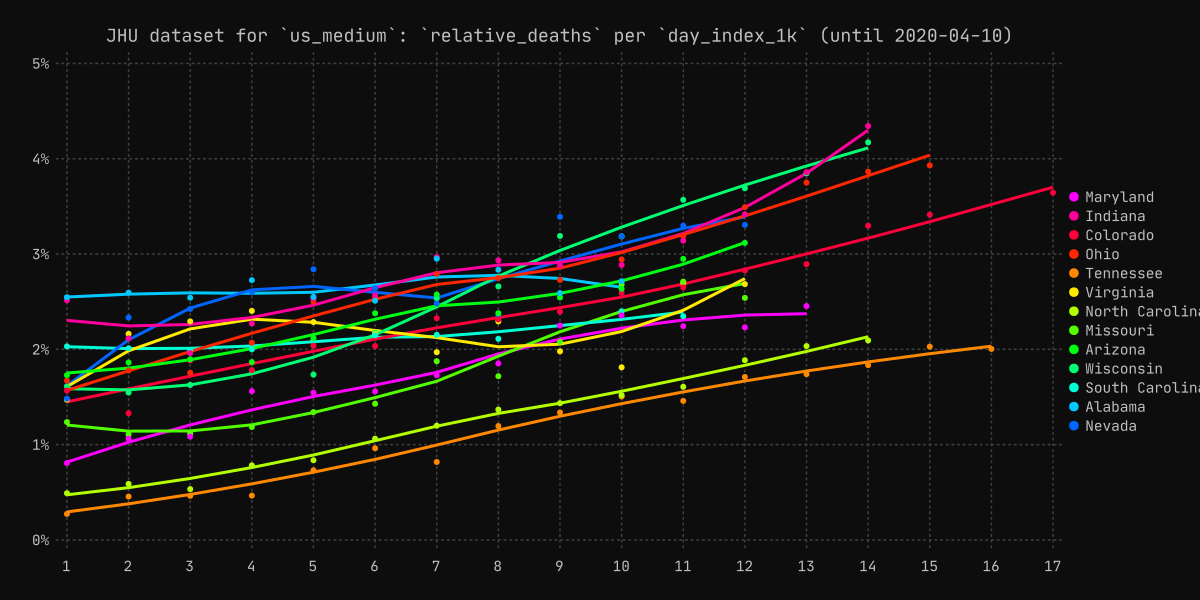 JHU dataset for `us_medium`: `relative_deaths` per `day_index_1k` (until 2020-04-10)
5%
4%
3%
2%
1%
0%
1 2 3 4 5 6 7 8 9 10 11 12 13 14 15 16 17
Maryland
Indiana
Colorado
Ohio
Tennessee
Virginia
North Carolina
Missouri
Arizona
Wisconsin
South Carolina
Alabama
Nevada